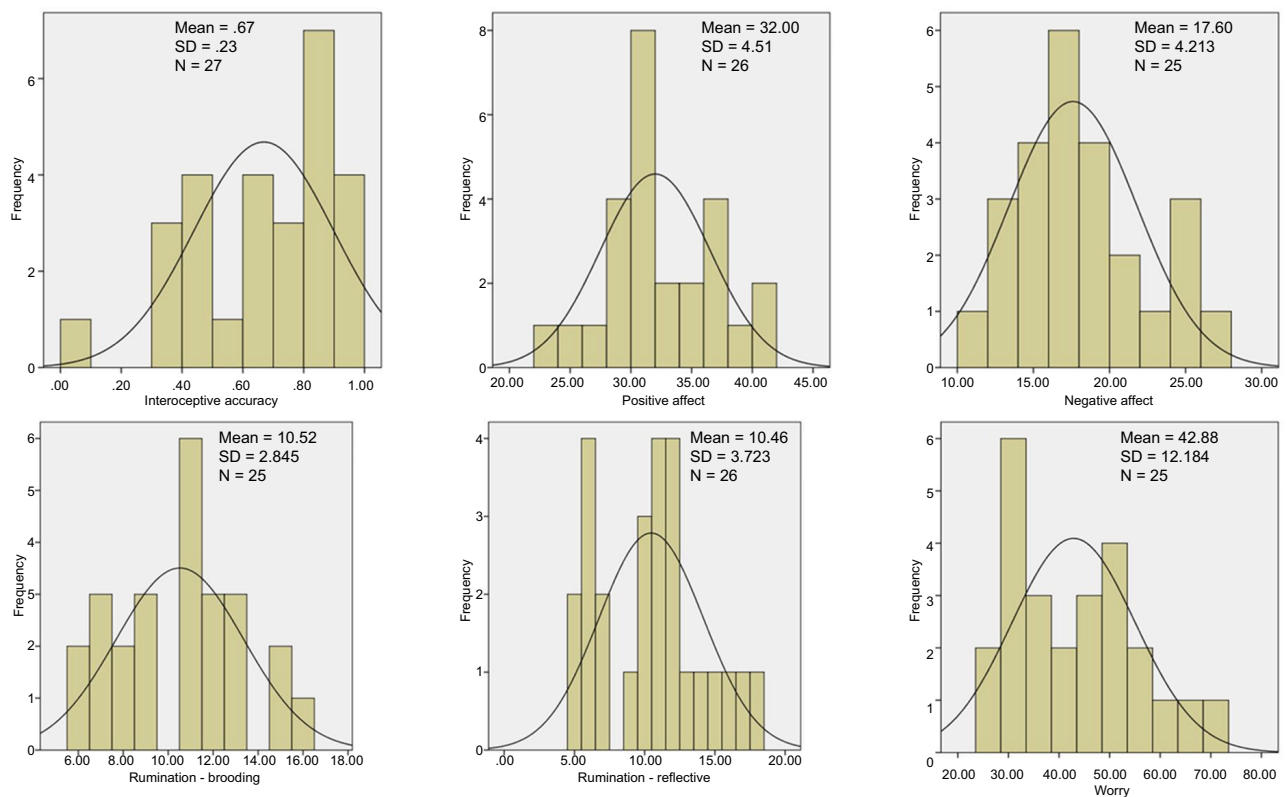 Mean = .67
SD = .23
N = 27
Frequency
6
4
2
0
.00 .20 .40 .60 .80 1.00
Interoceptive accuracy
Mean = 32.00
SD = 4.51
N = 26
Frequency
8
6
4
2
0
20.00 25.00 30.00 35.00 40.00 45.00
Positive affect
Mean = 17.60
SD = 4.213
N = 25
Frequency
6
5
4
3
2
1
0
10.00 15.00 20.00 25.00 30.00
Negative affect
Mean = 10.52
SD = 2.845
N = 25
Frequency
6
5
4
5
2
1
0
6.00 8.00 10.00 12.00 14.00 16.00 18.00
Rumination - brooding
Mean = 10.46
SD = 3.723
N = 26
Frequency
4
3
2
1
0
.00 5.00 10.00 15.00 20.00
Rumination - reflective
Mean = 42.88
SD = 12.184
N = 25
Frequency
6
5
4
3
2
1
0
20.00 30.00 40.00 50.00 60.00 70.00 80.00
Worry